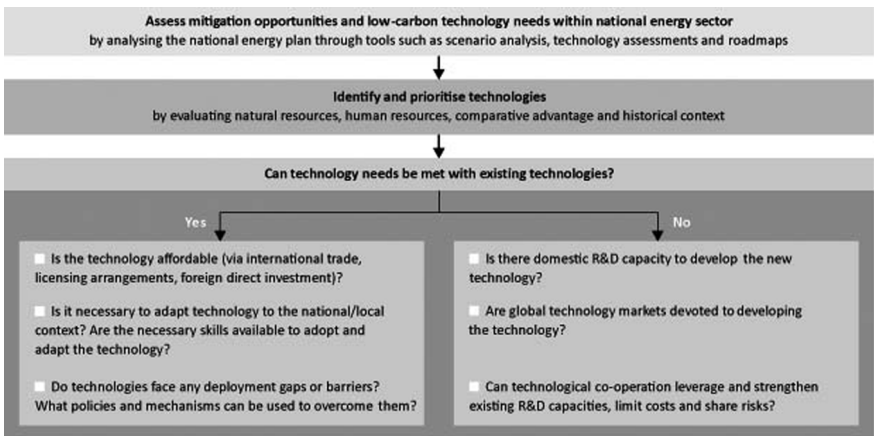 Assess mitigation opportunities and low-carbon technology needs within national energy sector
by analysing the national energy plan through tools such as scenario analysis, technology assessments and roadmaps
Identify and prioritise technologies
by evaluating natural resources, human resources, comparative advantage and historical context
Can technology needs be met with existing technologies?
Yes
Is the technology affordable (via international trade,
licensing arrangements, foreign direct investment)?
Is it necessary to adapt technology to the national/local
context? Are the necessary skills available to adopt and
adapt the technology?
Do technologies face any deployment gaps or barriers?
What policies and mechanisms can be used to overcome them?
No
Is there domestic R&D capacity to develop the new
technology?
Are global technology markets devoted to developing
the technology?
Can technological co-operation leverage and strengthen
existing R&D capacities, limit costs and share risks?